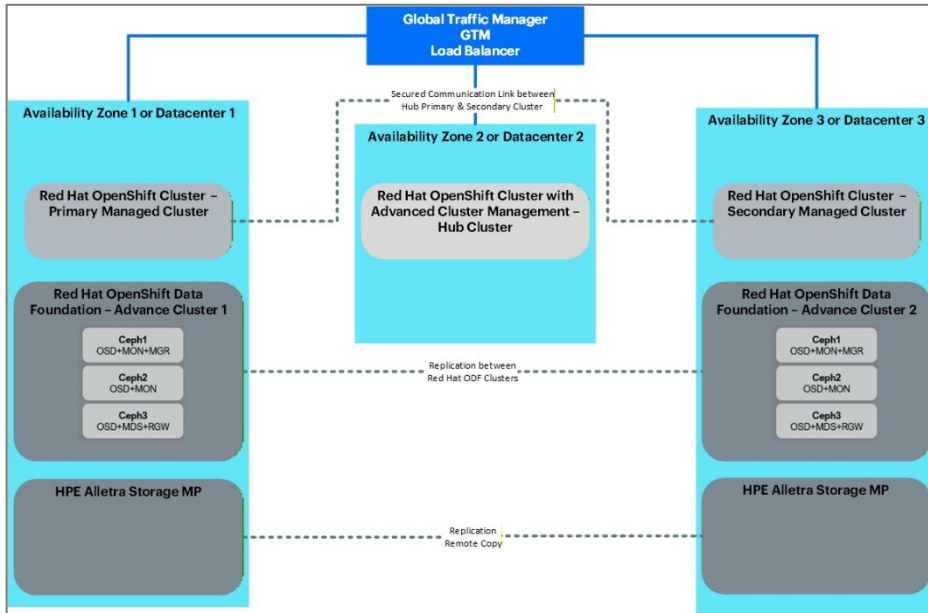 Global Traffic Manager
GTM
Load Balancer
Secured Communication Link between
Hub Primary & Secondary Cluster
Availability Zone 1 or Datacenter 1
Availability Zone 2 or Datacenter 2
Availability Zone 3 or Datacenter 3
Red Hat OpenShift Cluster –
Primary Managed Cluster
Red Hat OpenShift Cluster with
Advanced Cluster Management –
Hub Cluster
Red Hat OpenShift Cluster –
Secondary Managed Cluster
Red Hat OpenShift Data
Foundation – Advance Cluster 1
Ceph1
OSD+MON+MGR
Ceph2
OSD+MON
Ceph3
OSD+MDS+RGW
Replication between
Red Hat ODF Clusters
Red Hat OpenShift Data
Foundation – Advance Cluster 2
Ceph1
OSD+MON+MGR
Ceph2
OSD+MON
Ceph3
OSD+MDS+RGW
HPE Alletra Storage MP
Replication
Remote Copy
HPE Alletra Storage MP